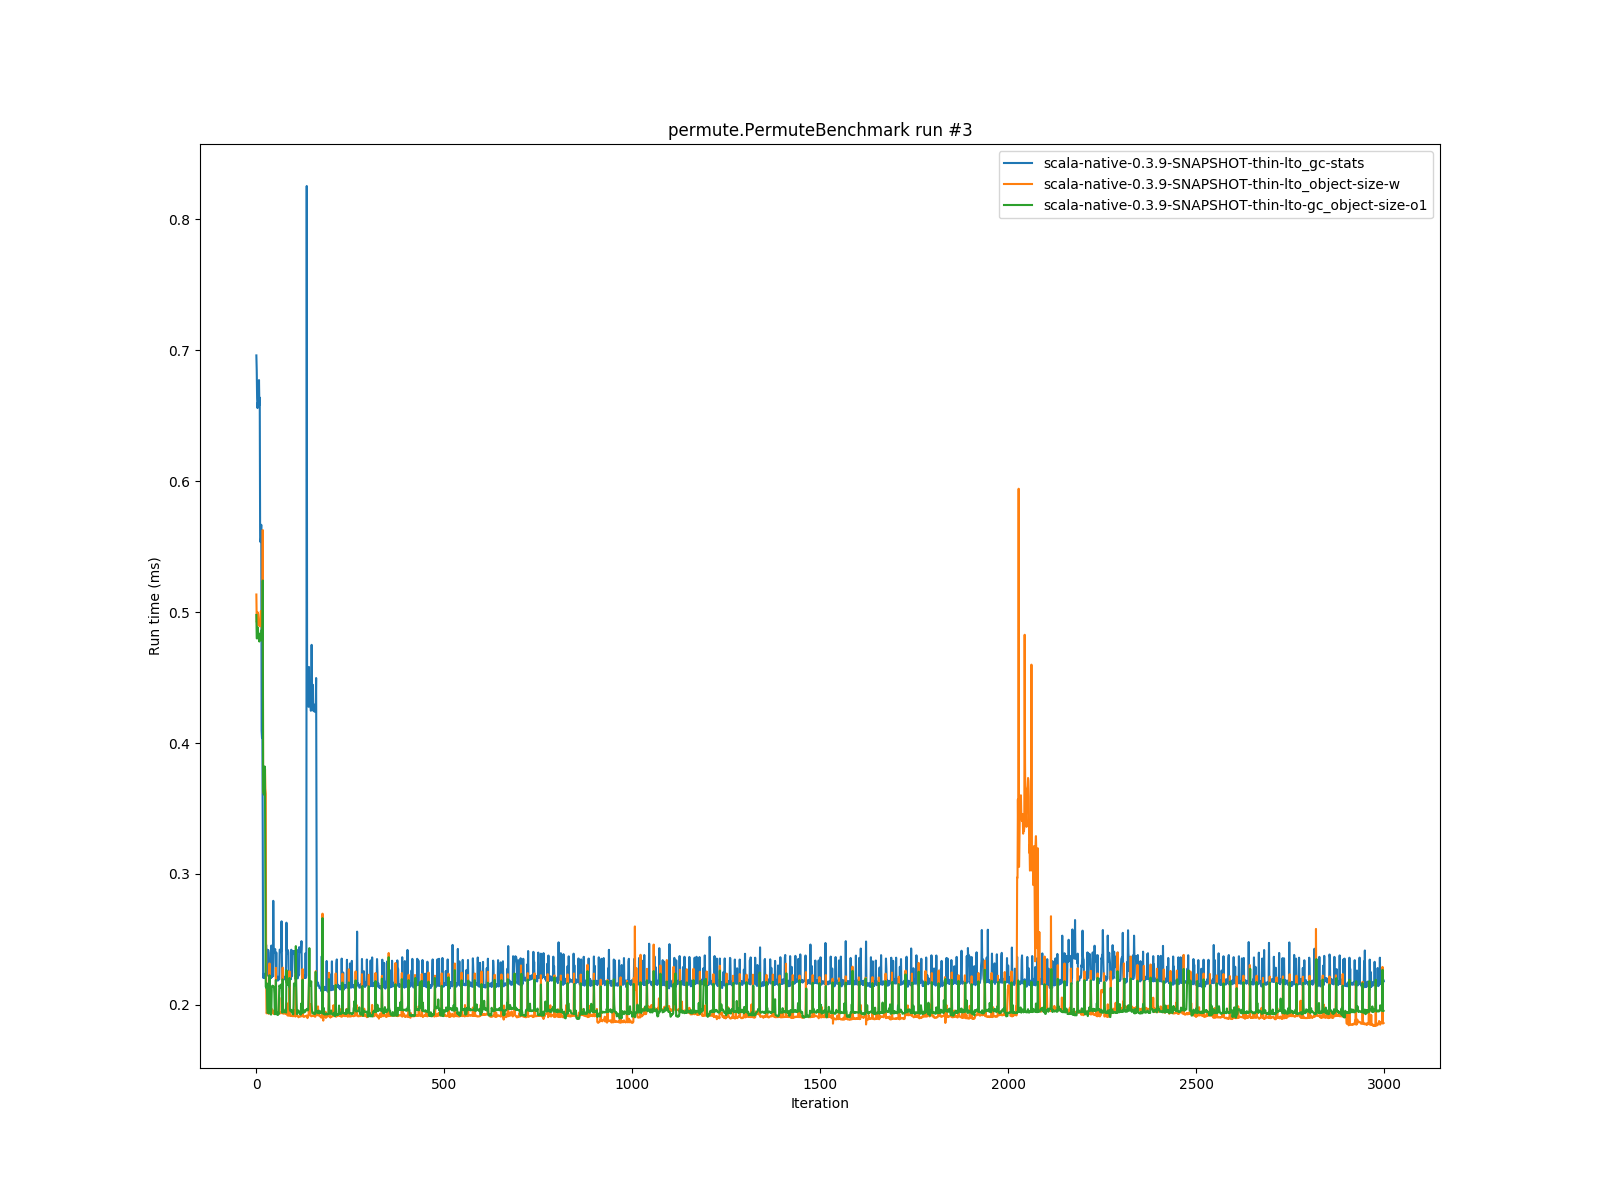 permute.PermuteBenchmark run #3
scala-native-0.3.9-SNAPSHOT-thin-lto_gc-stats
scala-native-0.3.9-SNAPSHOT-thin-lto_object-size-w
scala-native-0.3.9-SNAPSHOT-thin-lto-gc_object-size-o1
0.8
0.7
0.6
0.5
0.4
0.3
0.2
Run time (ms)
0 500 1000 1500 2000 2500 3000
Iteration